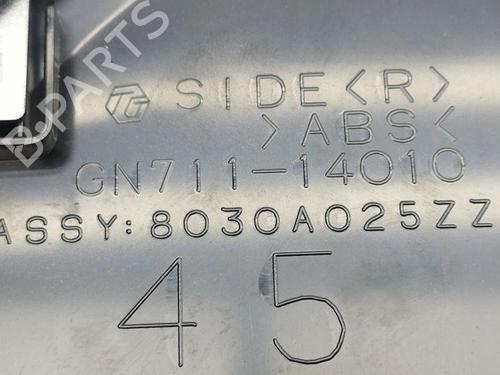 SIDE<R>
>ABS<
GN711-14010
ASSY:8030A025ZZ
45
B-PARTS